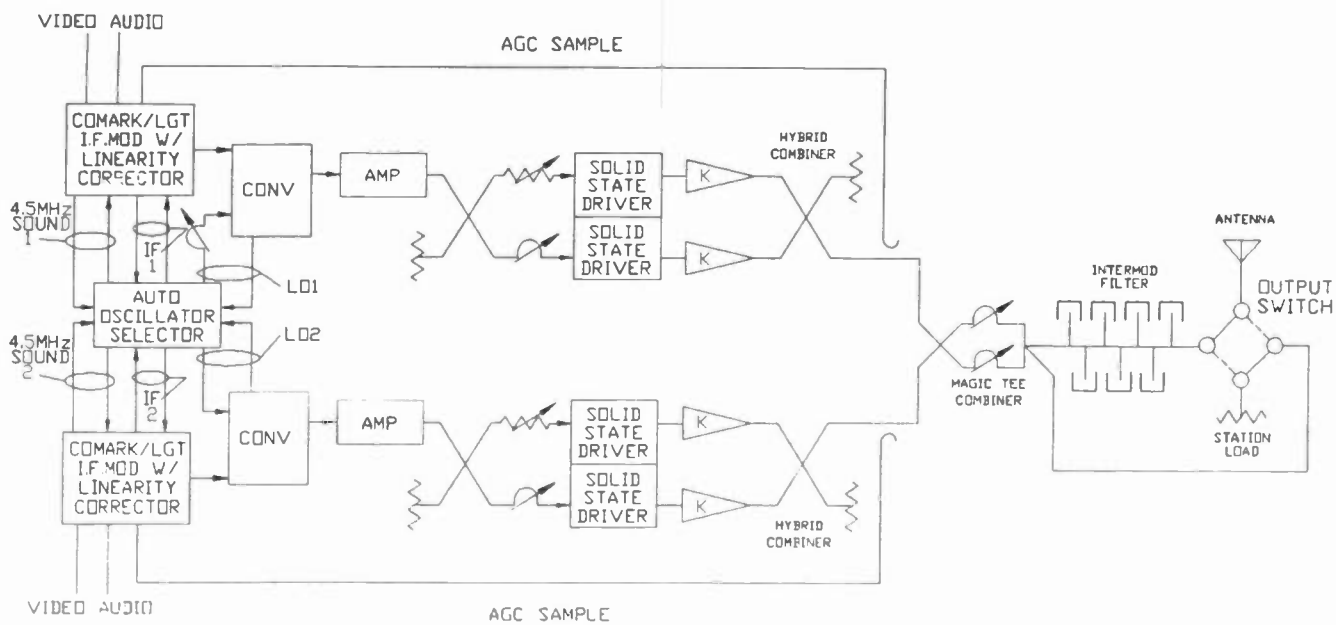 VIDEO AUDIO
AGC SAMPLE
COMARK/LGT
I.F.MOD W/
LINEARITY
CORRECTOR
CONV
AMP
SOLID
STATE
DRIVER
SOLID
STATE
DRIVER
K
K
HYBRID
COMBINER
4.5MHz
SOUND
1
IF
1
LO1
AUTO
OSCILLATOR
SELECTOR
4.5MHz
SOUND
2
IF
2
LO2
COMARK/LGT
I.F.MOD W/
LINEARITY
CORRECTOR
CONV
AMP
SOLID
STATE
DRIVER
SOLID
STATE
DRIVER
K
K
HYBRID
COMBINER
MAGIC TEE
COMBINER
INTERMOD
FILTER
ANTENNA
OUTPUT
SWITCH
STATION
LOAD
VIDEO AUDIO
AGC SAMPLE